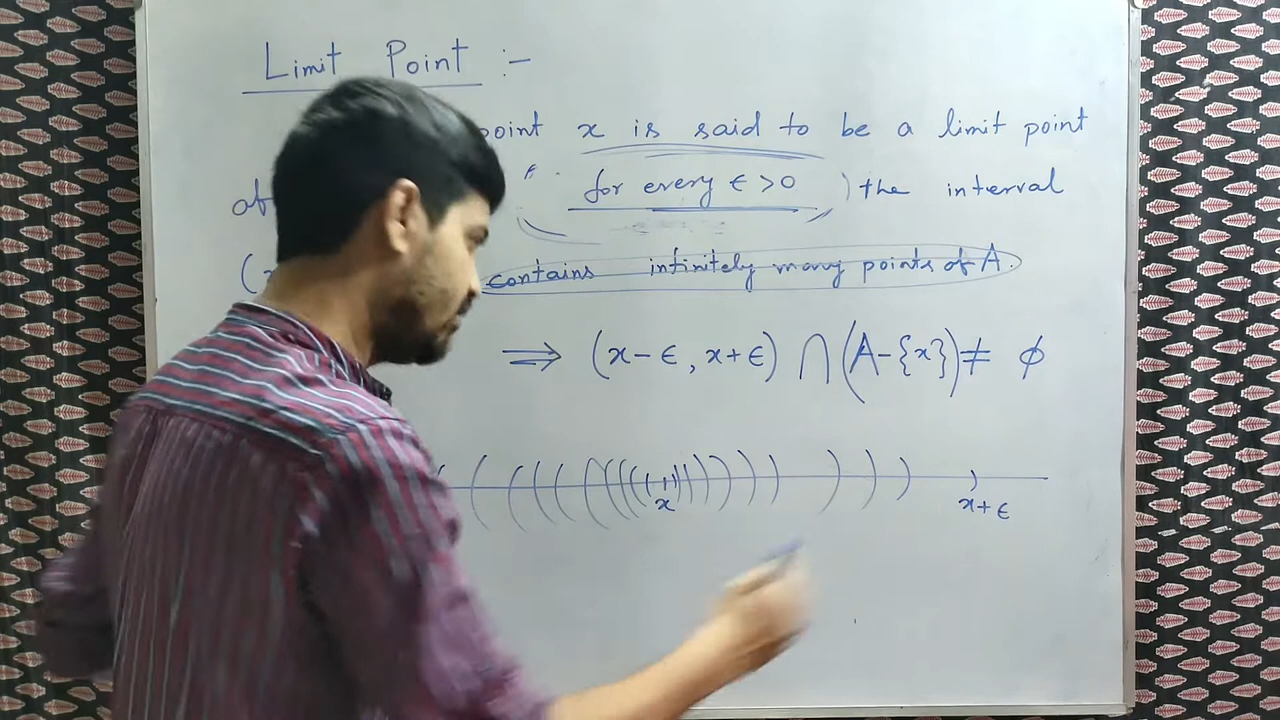 Limit Point :-
point x is said to be a limit point
of for every ϵ >0 ) the interval
( contains infinitely many points of A.
⇒ (x-ϵ, x+ϵ) ⋂ (A-{x}) ≠ ϕ
x x+ϵ